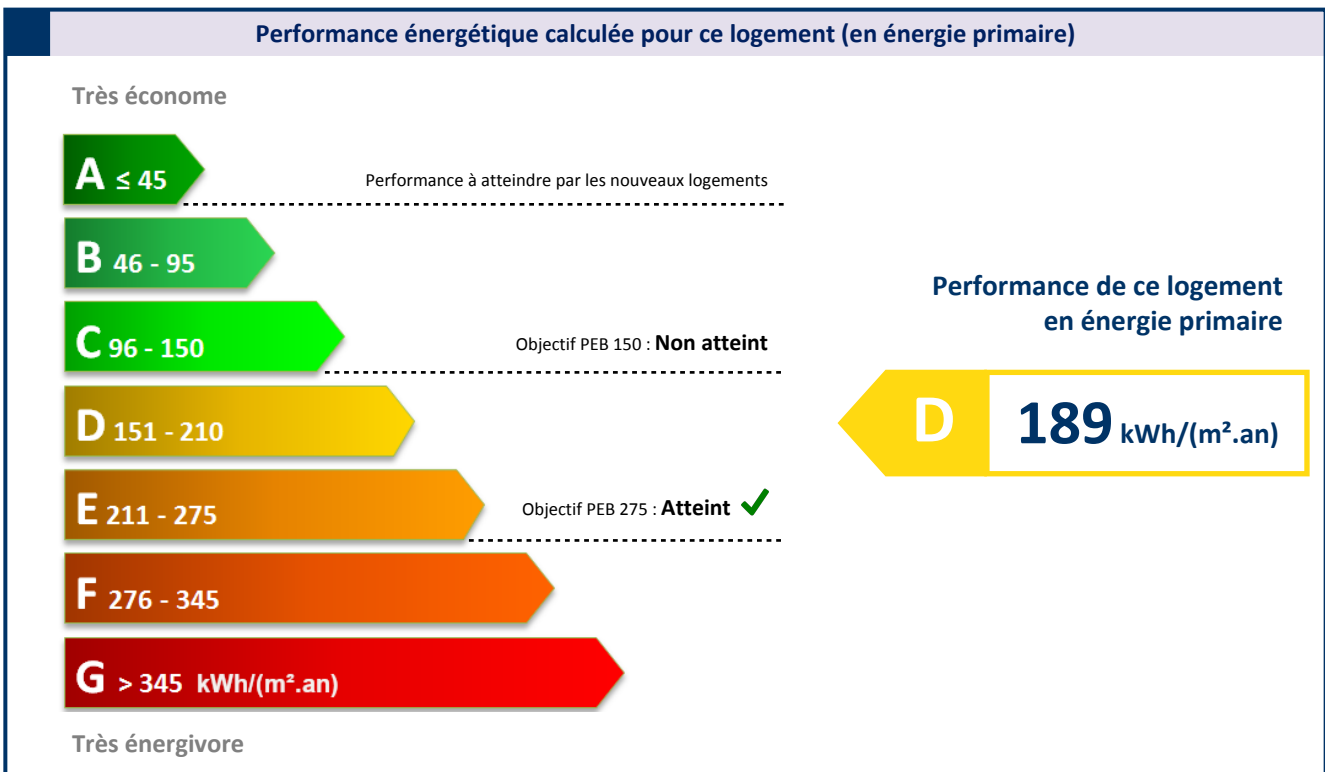 Performance énergétique calculée pour ce logement (en énergie primaire)
Très économe
A ≤ 45
Performance à atteindre par les nouveaux logements
B 46 - 95
C 96 - 150
Objectif PEB 150 : Non atteint
D 151 - 210
E 211 - 275
Objectif PEB 275 : Atteint ✓
F 276 - 345
G > 345 kWh/(m².an)
Très énergivore
Performance de ce logement
en énergie primaire
D 189 kWh/(m².an)